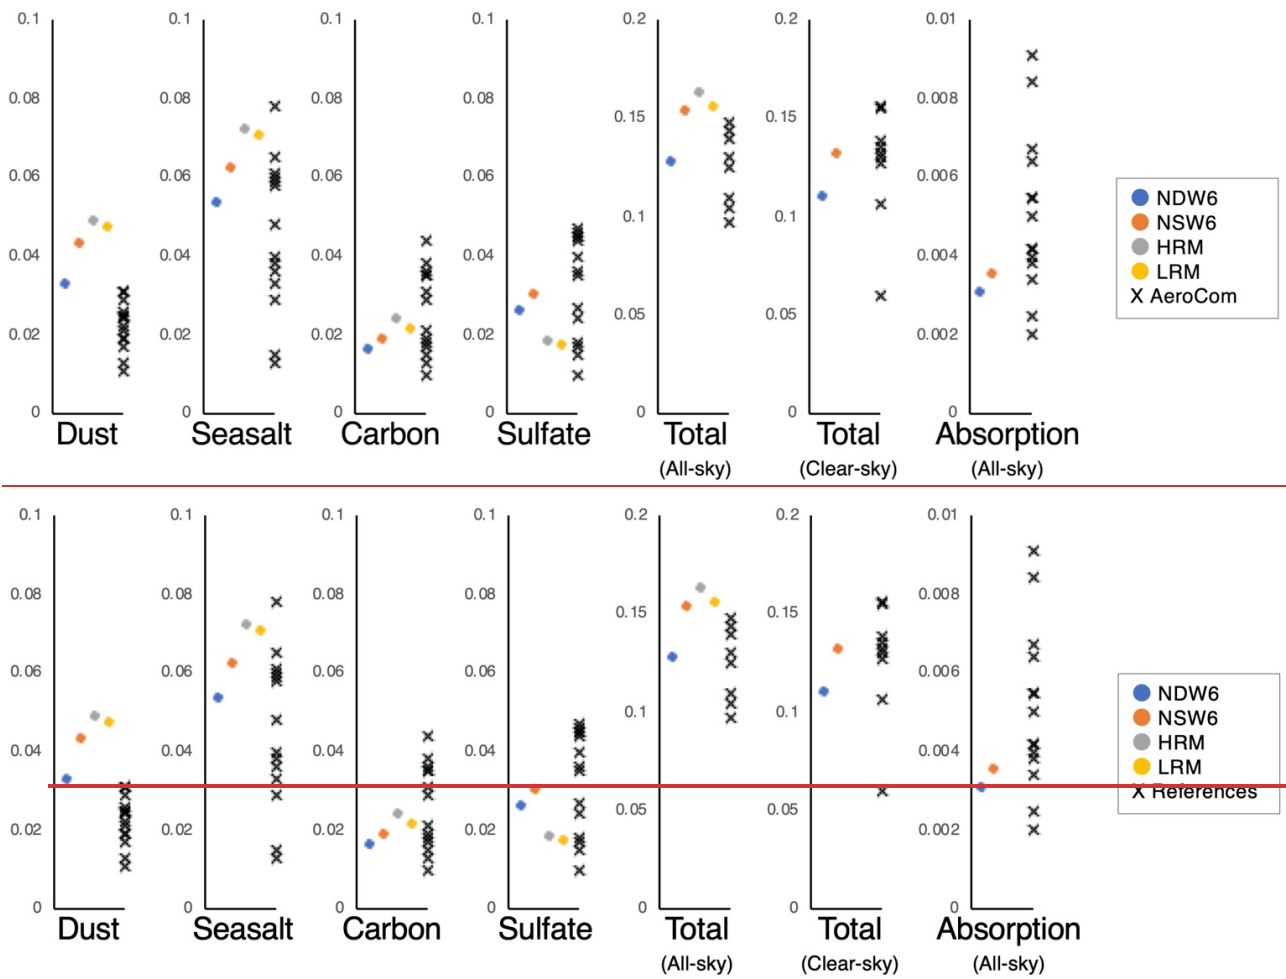 0.1 0.1 0.1 0.1 0.2 0.2 0.01
0.08 0.08 0.08 0.08 0.15 0.15 0.008
0.06 0.06 0.06 0.06 0.1 0.1 0.006
0.04 0.04 0.04 0.04 0.05 0.05 0.004
0.02 0.02 0.02 0.02 0.002
0 0 0 0 0 0 0
NDW6
NSW6
HRM
LRM
X AeroCom
Dust Seasalt Carbon Sulfate Total Total Absorption
(All-sky) (Clear-sky) (All-sky)
0.1 0.1 0.1 0.1 0.2 0.2 0.01
0.08 0.08 0.08 0.08 0.15 0.15 0.008
0.06 0.06 0.06 0.06 0.1 0.1 0.006
0.04 0.04 0.04 0.04 0.05 0.05 0.004
0.02 0.02 0.02 0.02 0.002
0 0 0 0 0 0 0
NDW6
NSW6
HRM
LRM
X References
Dust Seasalt Carbon Sulfate Total Total Absorption
(All-sky) (Clear-sky) (All-sky)